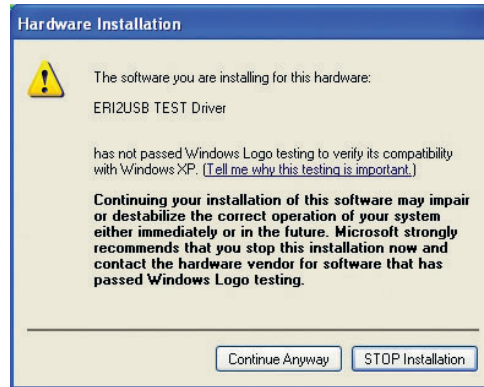 Hardware Installation
The software you are installing for this hardware:
ERI2USB TEST Driver
has not passed Windows Logo testing to verify its compatibility
with Windows XP. (Tell me why this testing is important.)
Continuing your installation of this software may impair
or destabilize the correct operation of your system
either immediately or in the future. Microsoft strongly
recommends that you stop this installation now and
contact the hardware vendor for software that has
passed Windows Logo testing.
Continue Anyway STOP Installation